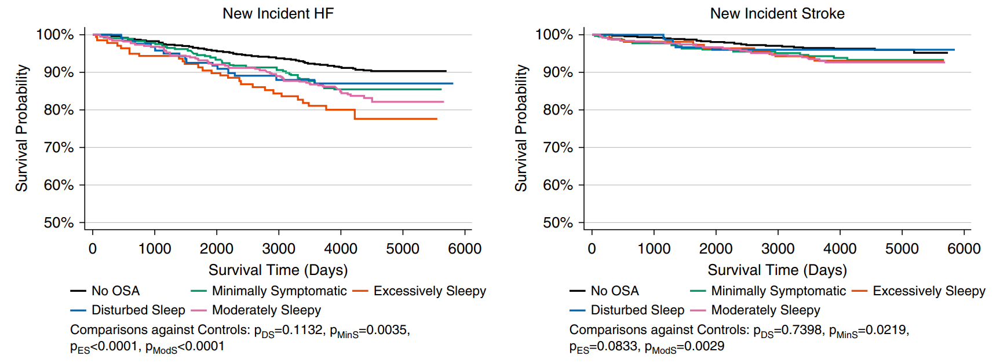 New Incident HF
100%
90%
80%
70%
60%
50%
Survival Probability
0 1000 2000 3000 4000 5000 6000
Survival Time (Days)
No OSA Minimally Symptomatic Excessively Sleepy
Disturbed Sleep Moderately Sleepy
Comparisons against Controls: pDS=0.1132, pMinS=0.0035,
pES<0.0001, pModS<0.0001
New Incident Stroke
100%
90%
80%
70%
60%
50%
Survival Probability
0 1000 2000 3000 4000 5000 6000
Survival Time (Days)
No OSA Minimally Symptomatic Excessively Sleepy
Disturbed Sleep Moderately Sleepy
Comparisons against Controls: pDS=0.7398, pMinS=0.0219,
pES=0.0833, pModS=0.0029